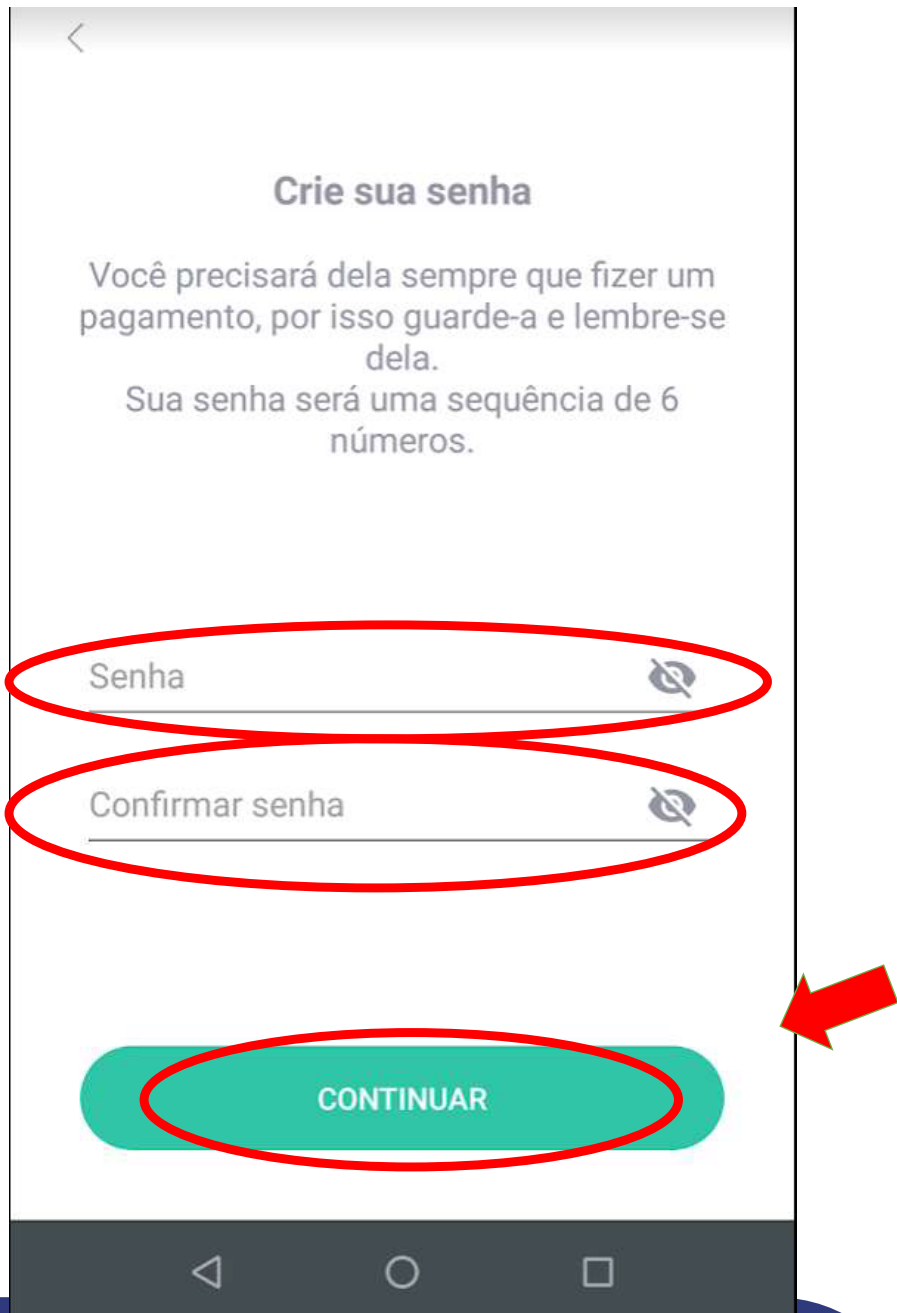 Crie sua senha
Você precisará dela sempre que fizer um
pagamento, por isso guarde-a e lembre-se
dela.
Sua senha será uma sequência de 6
números.
Senha
Confirmar senha
CONTINUAR